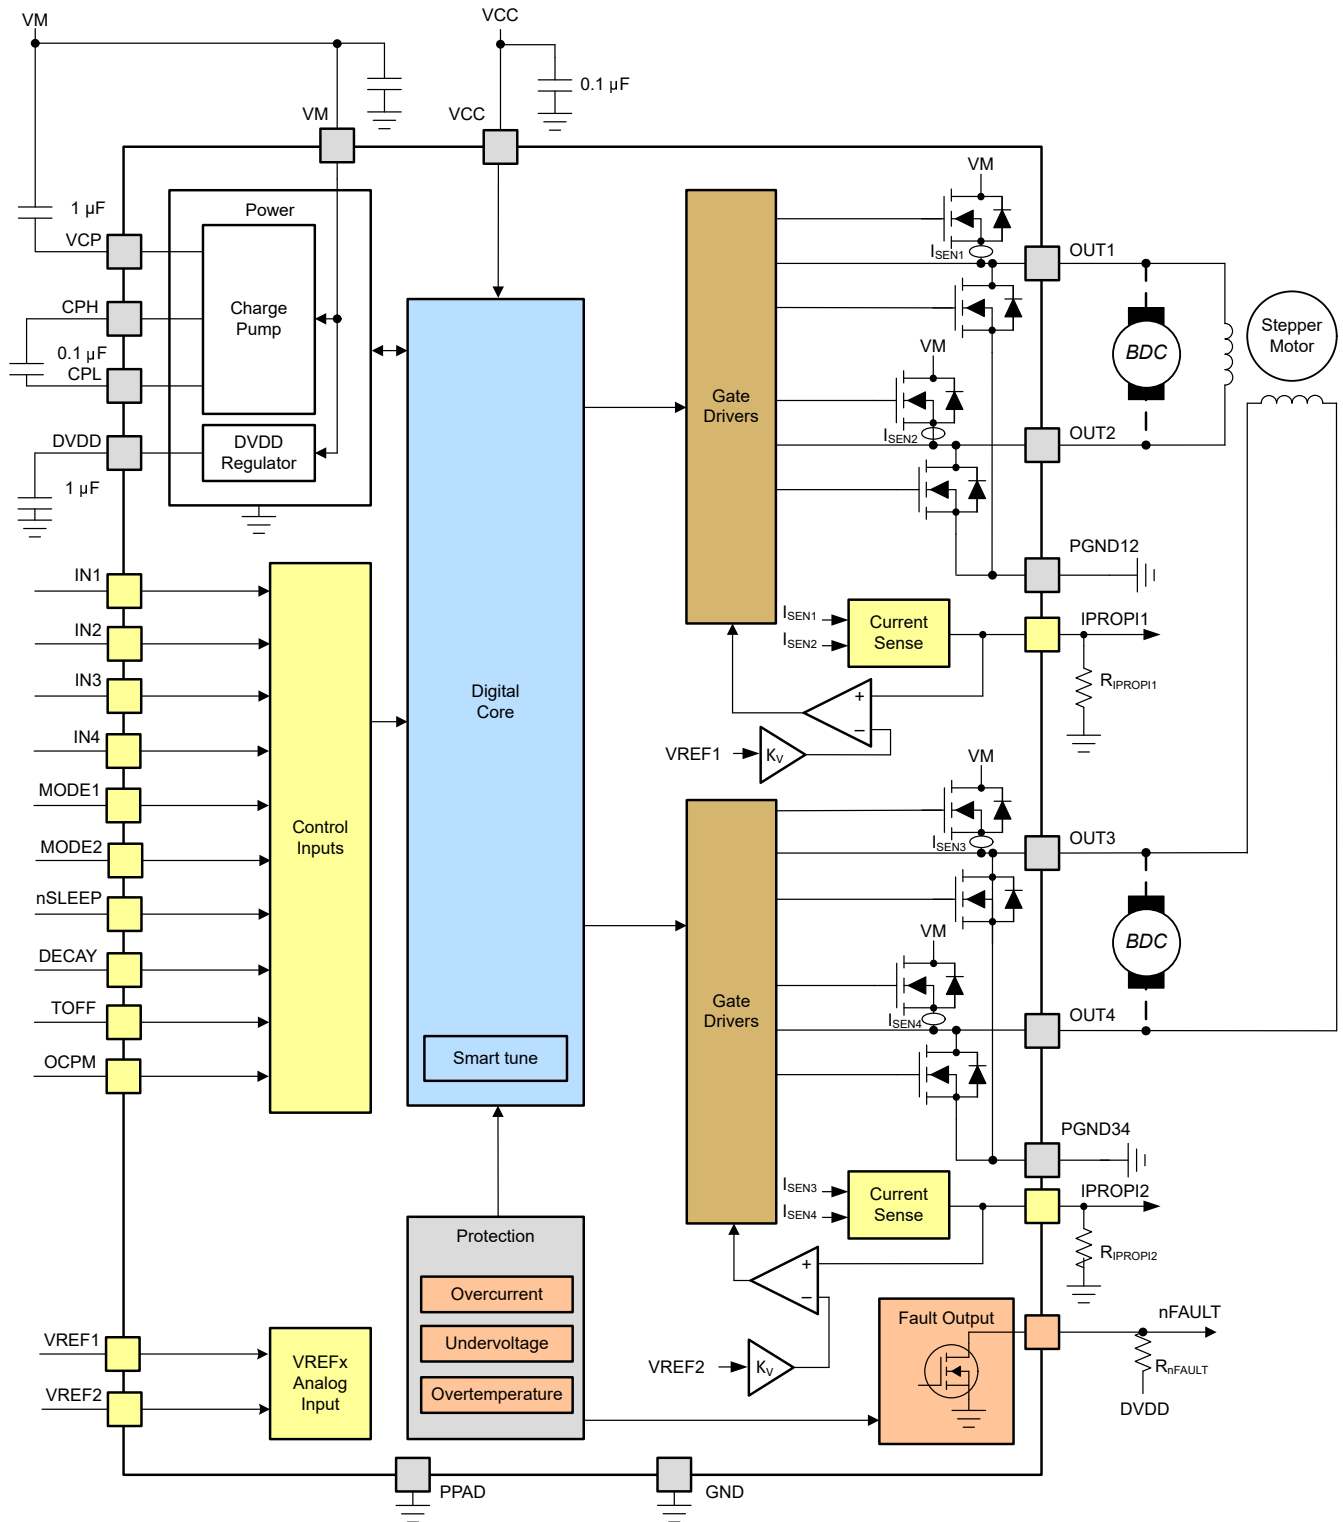 VM
VCC
0.1 µF
VM
VCC
1 µF
Power
VCP
Charge
Pump
CPH
0.1 µF
CPL
DVDD
DVDD
Regulator
1 µF
IN1
IN2
IN3
IN4
MODE1
MODE2
nSLEEP
DECAY
TOFF
OCPM
Control
Inputs
Digital
Core
Smart tune
Protection
Overcurrent
Undervoltage
Overtemperature
VREF1
VREF2
VREFx
Analog
Input
PPAD
GND
Gate
Drivers
VM
ISEN1
OUT1
VM
ISEN2
OUT2
BDC
Stepper
Motor
PGND12
ISEN1
ISEN2
Current
Sense
IPROPI1
RIPROPI1
+
−
VREF1
KV
Gate
Drivers
VM
ISEN3
OUT3
VM
ISEN4
OUT4
BDC
PGND34
ISEN3
ISEN4
Current
Sense
IPROPI2
RIPROPI2
+
−
VREF2
KV
Fault Output
nFAULT
RnFAULT
DVDD